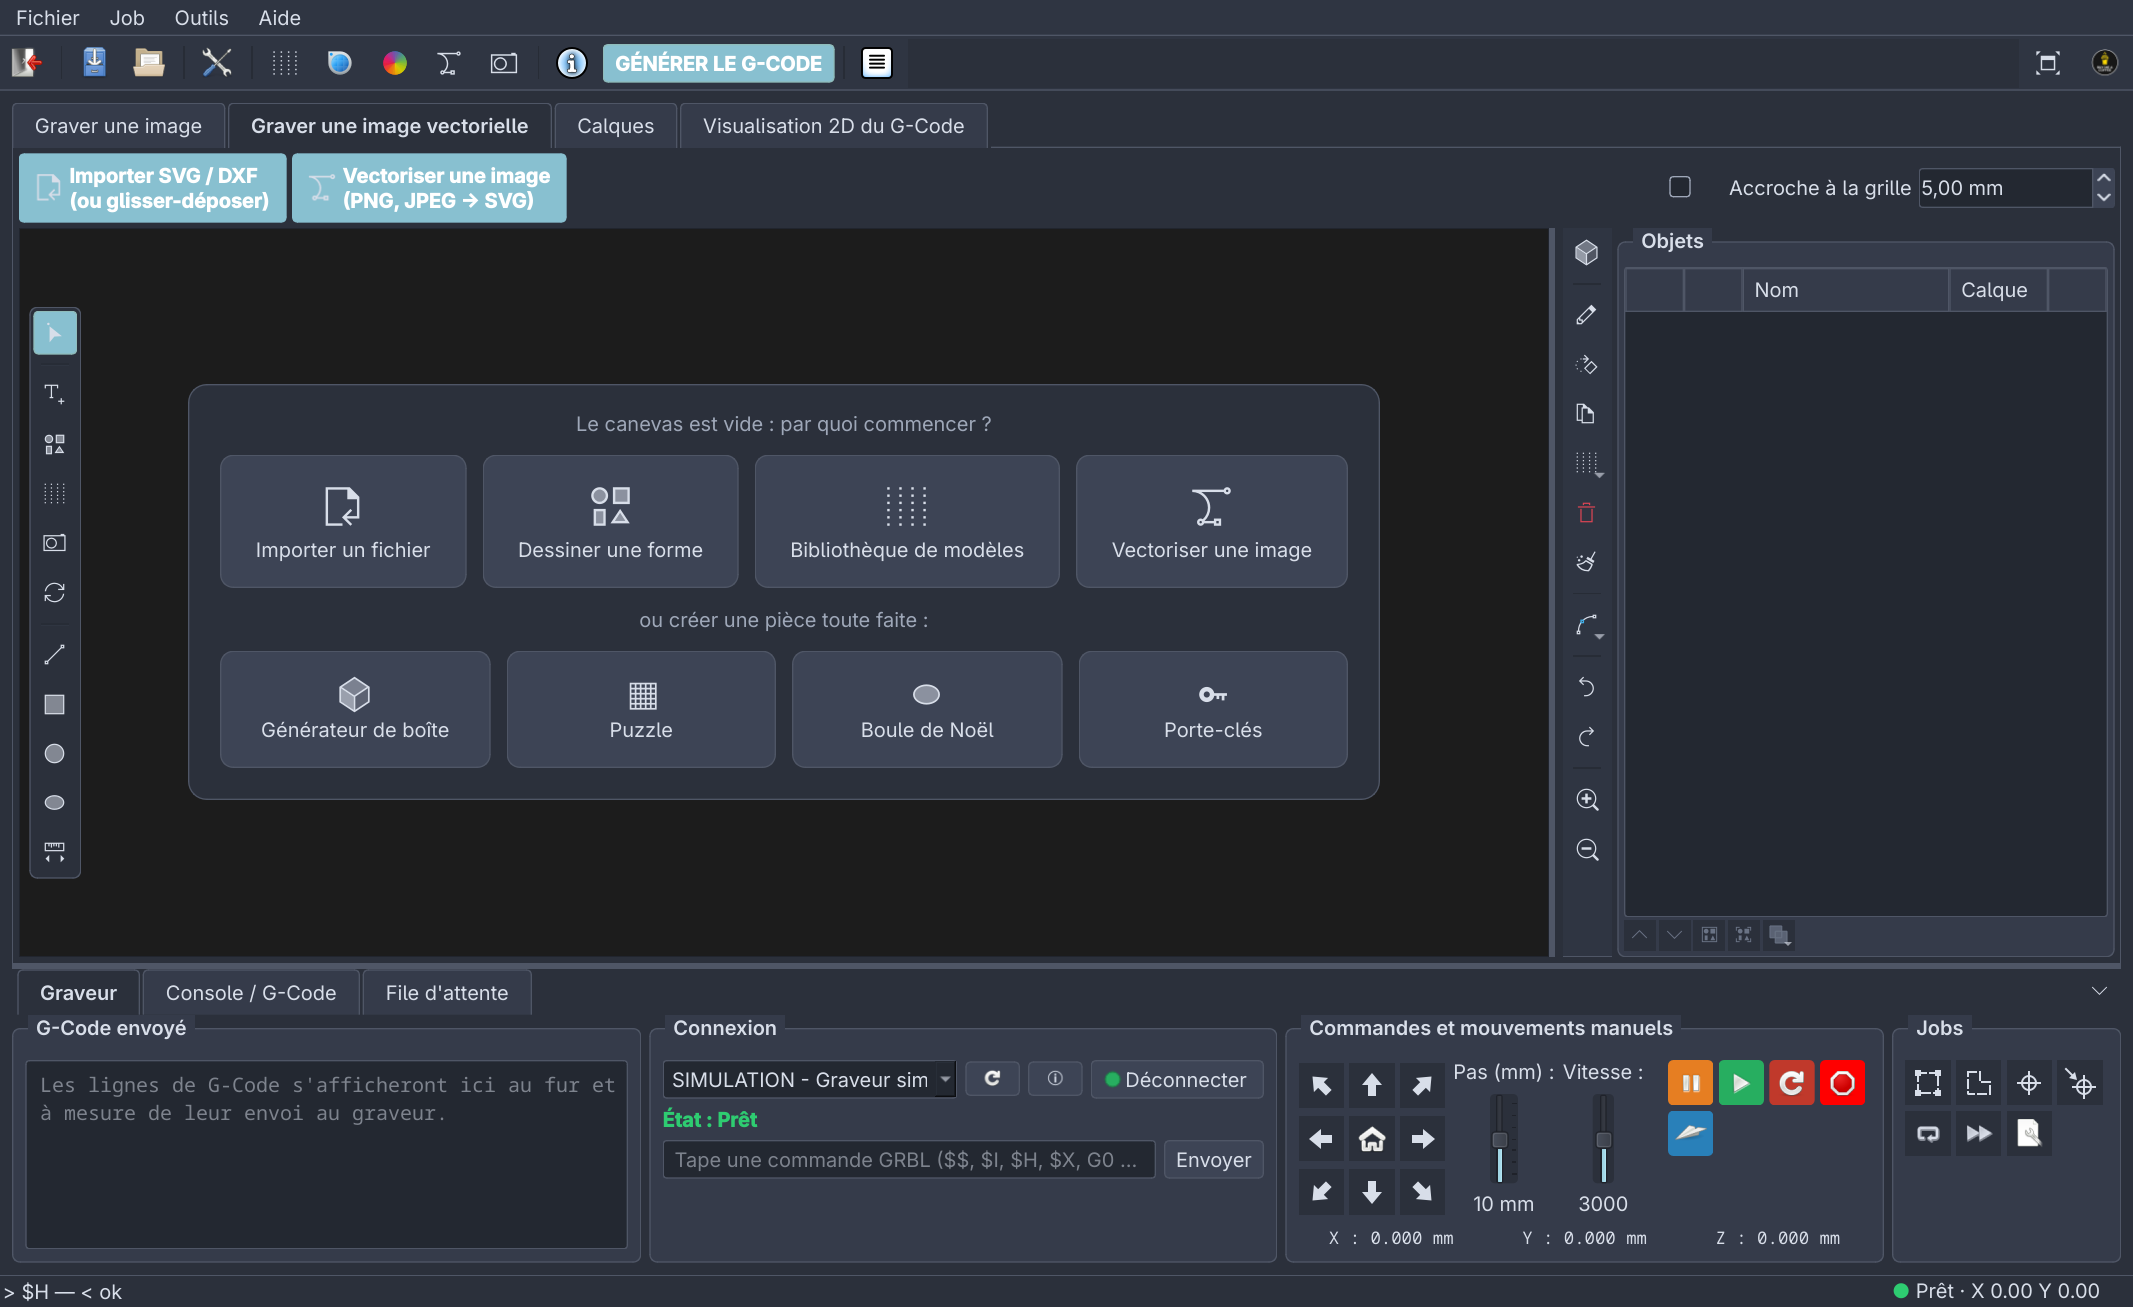 Fichier Job Outils Aide
GÉNÉRER LE G-CODE
Graver une image Graver une image vectorielle Calques Visualisation 2D du G-Code
Importer SVG / DXF
(ou glisser-déposer)
Vectoriser une image
(PNG, JPEG → SVG)
Accroche à la grille 5,00 mm
Objets
Nom Calque
Le canevas est vide : par quoi commencer ?
Importer un fichier Dessiner une forme Bibliothèque de modèles Vectoriser une image
ou créer une pièce toute faite :
Générateur de boîte Puzzle Boule de Noël Porte-clés
Graveur Console / G-Code File d'attente
G-Code envoyé
Les lignes de G-Code s'afficheront ici au fur et
à mesure de leur envoi au graveur.
Connexion
SIMULATION - Graveur sim Déconnecter
État : Prêt
Tape une commande GRBL ($$, $I, $H, $X, G0 ... Envoyer
Commandes et mouvements manuels
Pas (mm) : Vitesse :
10 mm 3000
X : 0.000 mm Y : 0.000 mm Z : 0.000 mm
Jobs
> $H — < ok
Prêt · X 0.00 Y 0.00